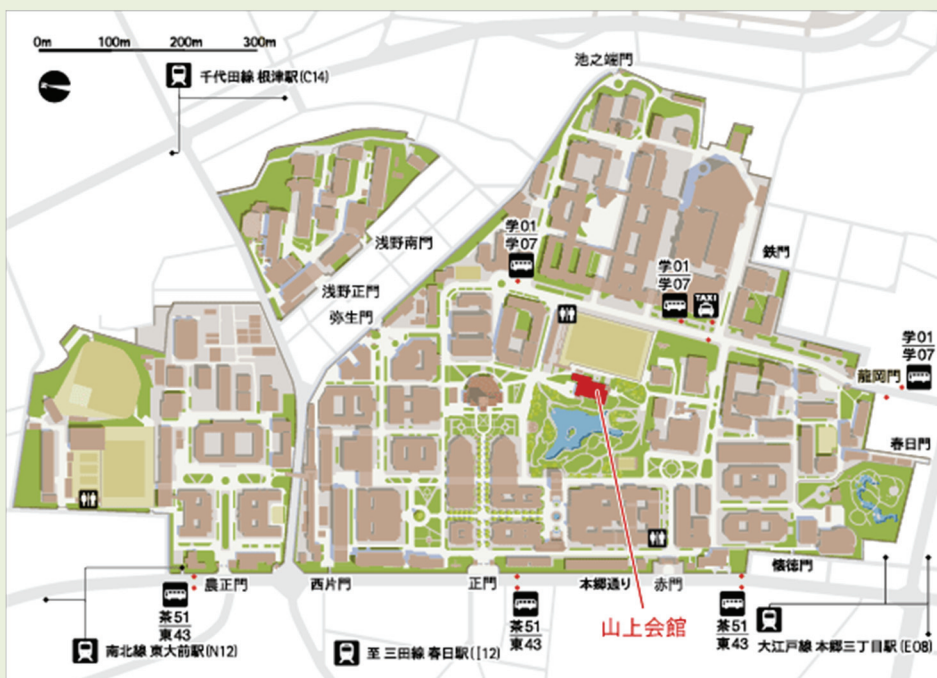 0m 100m 200m 300m
千代田線 根津駅(C14)
池之端門
学01
学07
浅野南門
浅野正門
弥生門
学01
学07
TAXI
鉄門
学01
学07
龍岡門
春日門
懐徳門
農正門
西片門
正門
本郷通り
赤門
茶51
東43
茶51
東43
茶51
東43
山上会館
南北線 東大前駅(N12)
至 三田線 春日駅(I12)
大江戸線 本郷三丁目駅(E08)